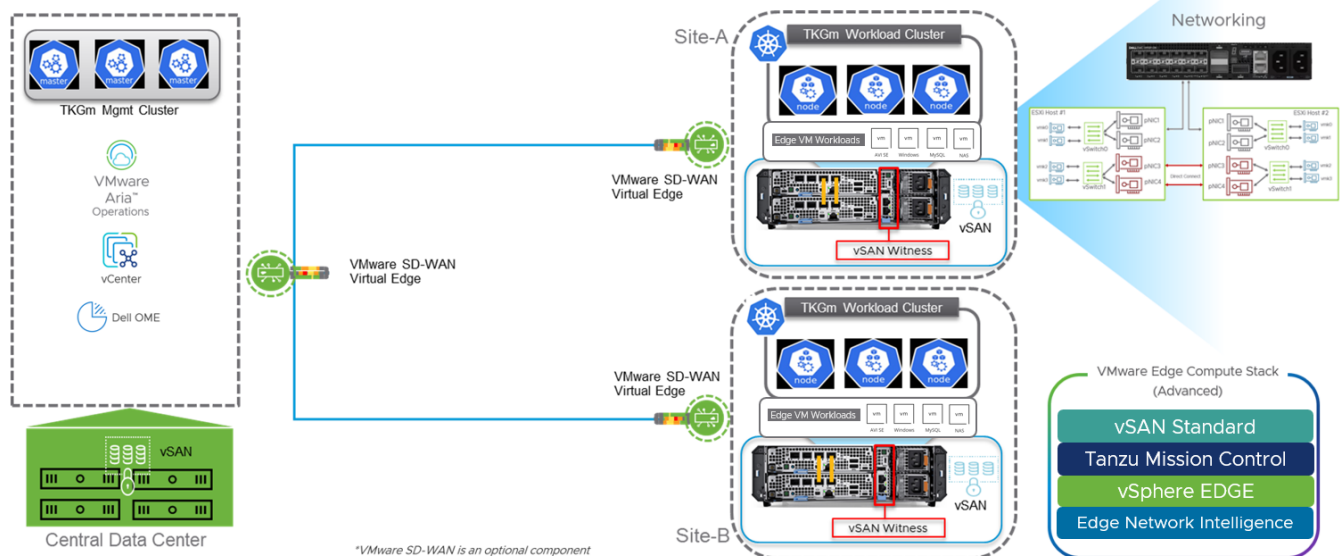 master
master
master
TKGm Mgmt Cluster
VMware
Aria™
Operations
vCenter
Dell OME
vSAN
Central Data Center
VMware SD-WAN
Virtual Edge
VMware SD-WAN
Virtual Edge
VMware SD-WAN
Virtual Edge
*VMware SD-WAN is an optional component
Site-A
TKGm Workload Cluster
node
node
node
Edge VM Workloads
vm
vm
vm
vm
AVI SE
Windows
MySQL
NAS
vSAN
vSAN Witness
Site-B
TKGm Workload Cluster
node
node
node
Edge VM Workloads
vm
vm
vm
vm
AVI SE
Windows
MySQL
NAS
vSAN
vSAN Witness
Networking
ESXi Host #1
pNIC1
pNIC2
vSwitch0
pNIC3
pNIC4
vSwitch1
Direct Connect
ESXi Host #2
pNIC1
pNIC2
vSwitch0
pNIC3
pNIC4
vSwitch1
VMware Edge Compute Stack
(Advanced)
vSAN Standard
Tanzu Mission Control
vSphere EDGE
Edge Network Intelligence